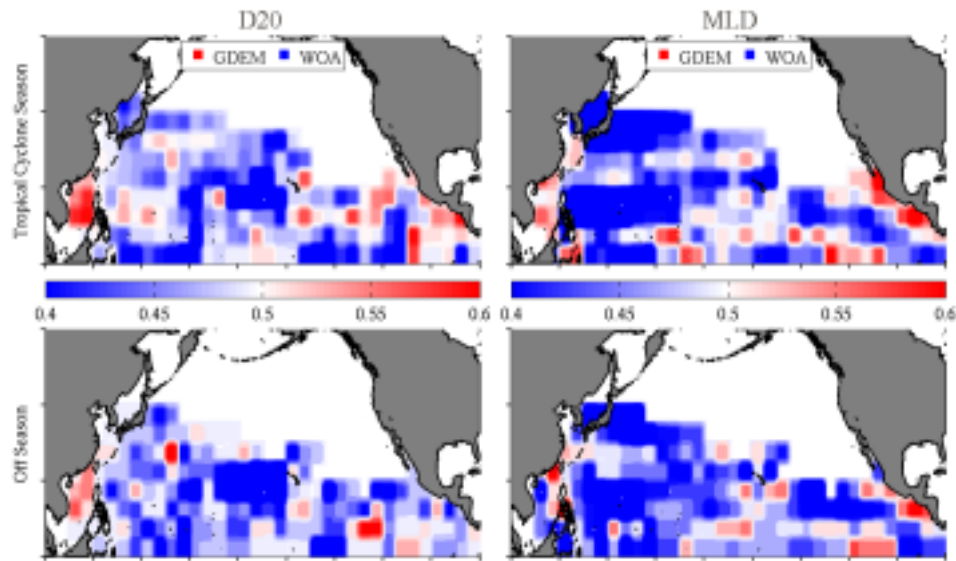 D20 MLD
GDEM WOA GDEM WOA
Tropical Cyclone Season
0.4 0.45 0.5 0.55 0.6 0.4 0.45 0.5 0.55 0.6
Off Season